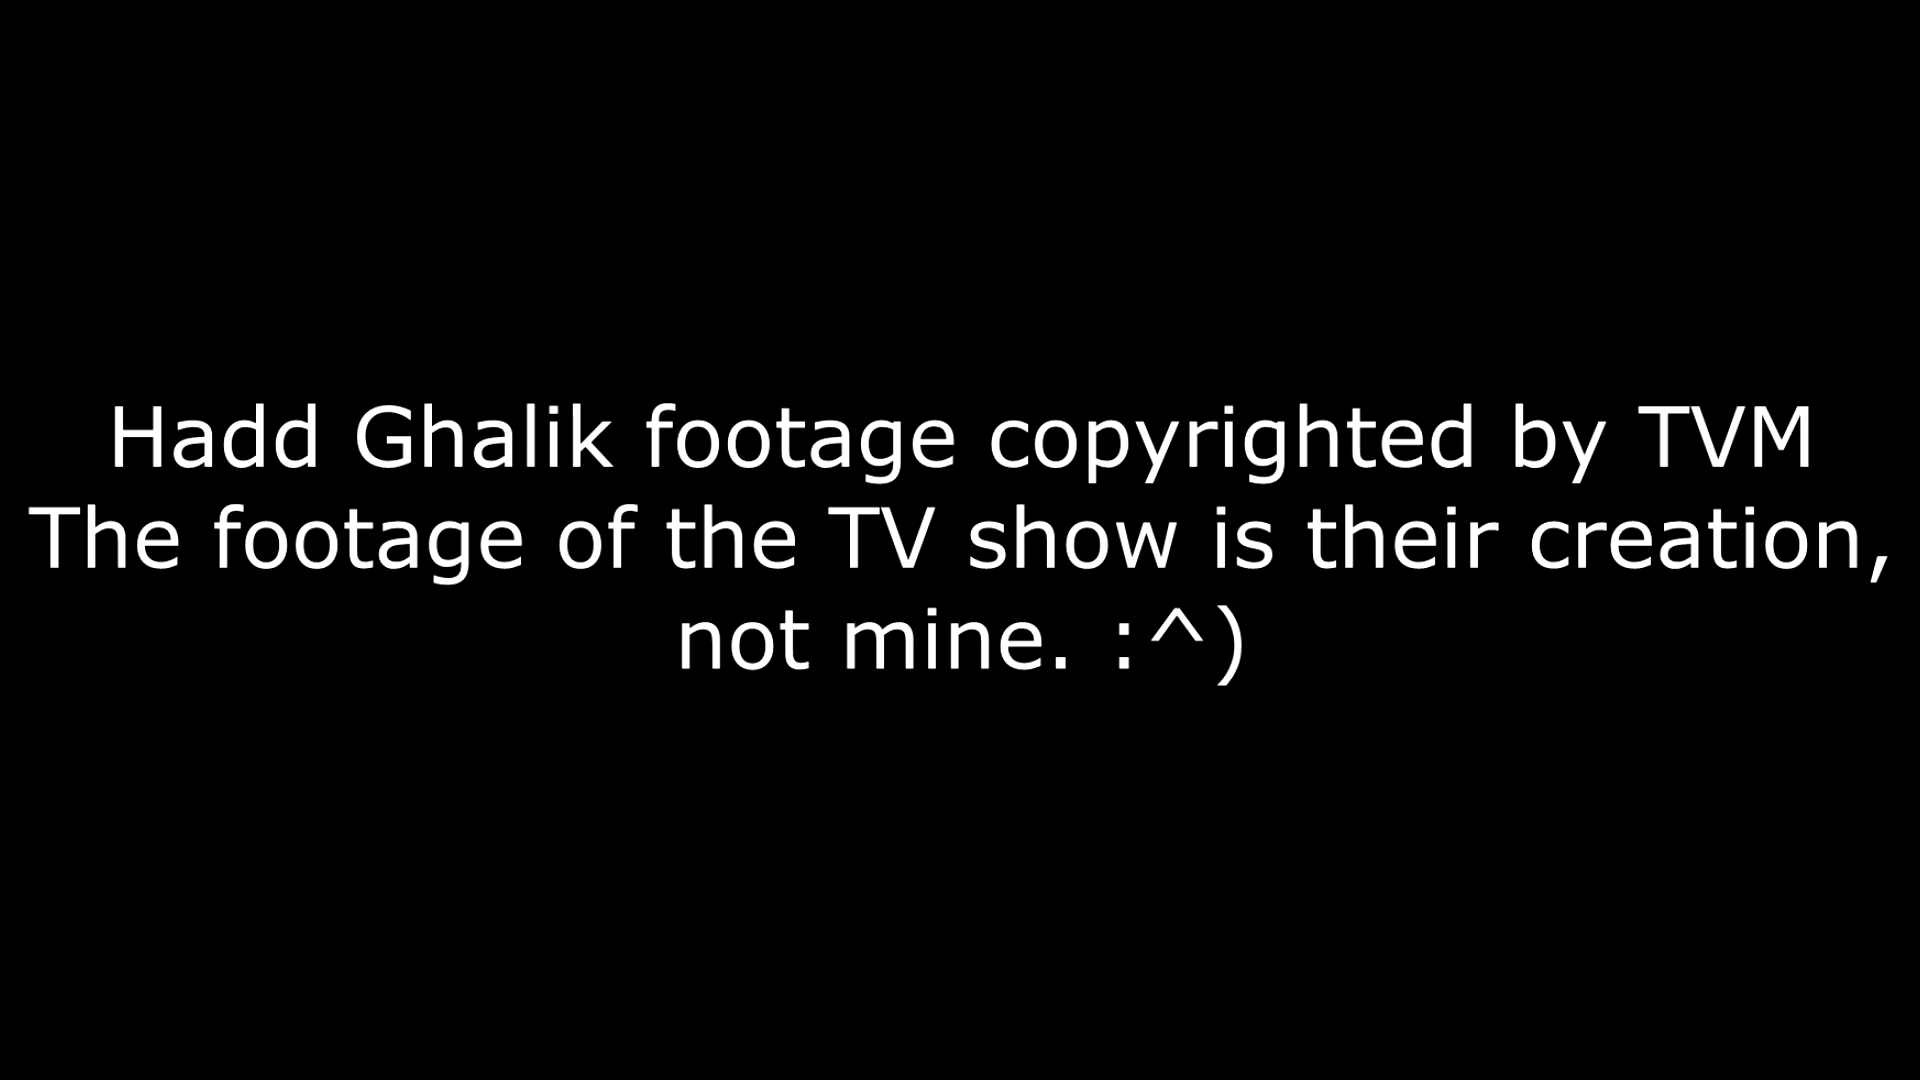 Hadd Ghalik footage copyrighted by TVM
The footage of the TV show is their creation,
not mine. :^)